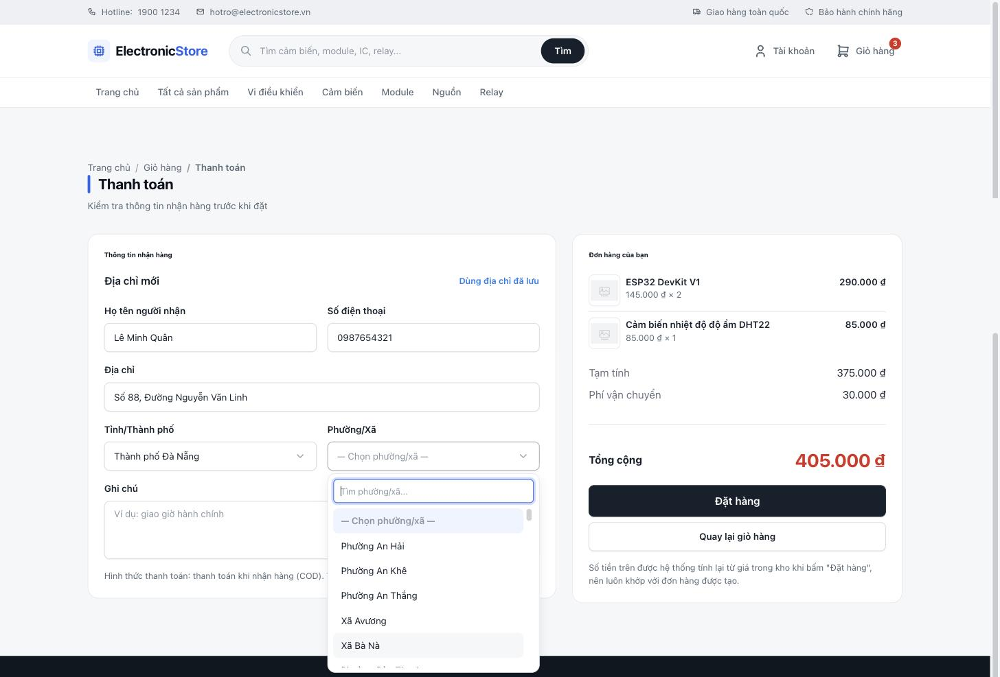 Hotline: 1900 1234
hotro@electronicstore.vn
Giao hàng toàn quốc
Bảo hành chính hãng
ElectronicStore
Tìm cảm biến, module, IC, relay...
Tìm
Tài khoản
Giỏ hàng
3
Trang chủ
Tất cả sản phẩm
Vi điều khiển
Cảm biến
Module
Nguồn
Relay
Trang chủ / Giỏ hàng / Thanh toán
Thanh toán
Kiểm tra thông tin nhận hàng trước khi đặt
Thông tin nhận hàng
Địa chỉ mới
Dùng địa chỉ đã lưu
Họ tên người nhận
Số điện thoại
Lê Minh Quân
0987654321
Địa chỉ
Số 88, Đường Nguyễn Văn Linh
Tỉnh/Thành phố
Phường/Xã
Thành phố Đà Nẵng
— Chọn phường/xã —
Ghi chú
Ví dụ: giao giờ hành chính
Hình thức thanh toán: thanh toán khi nhận hàng (COD).
Tìm phường/xã...
— Chọn phường/xã —
Phường An Hải
Phường An Khê
Phường An Thắng
Xã Avương
Xã Bà Nà
Đơn hàng của bạn
ESP32 DevKit V1
290.000 ₫
145.000 ₫ × 2
Cảm biến nhiệt độ độ ẩm DHT22
85.000 ₫
85.000 ₫ × 1
Tạm tính
375.000 ₫
Phí vận chuyển
30.000 ₫
Tổng cộng
405.000 ₫
Đặt hàng
Quay lại giỏ hàng
Số tiền trên được hệ thống tính lại từ giá trong kho khi bấm "Đặt hàng",
nên luôn khớp với đơn hàng được tạo.